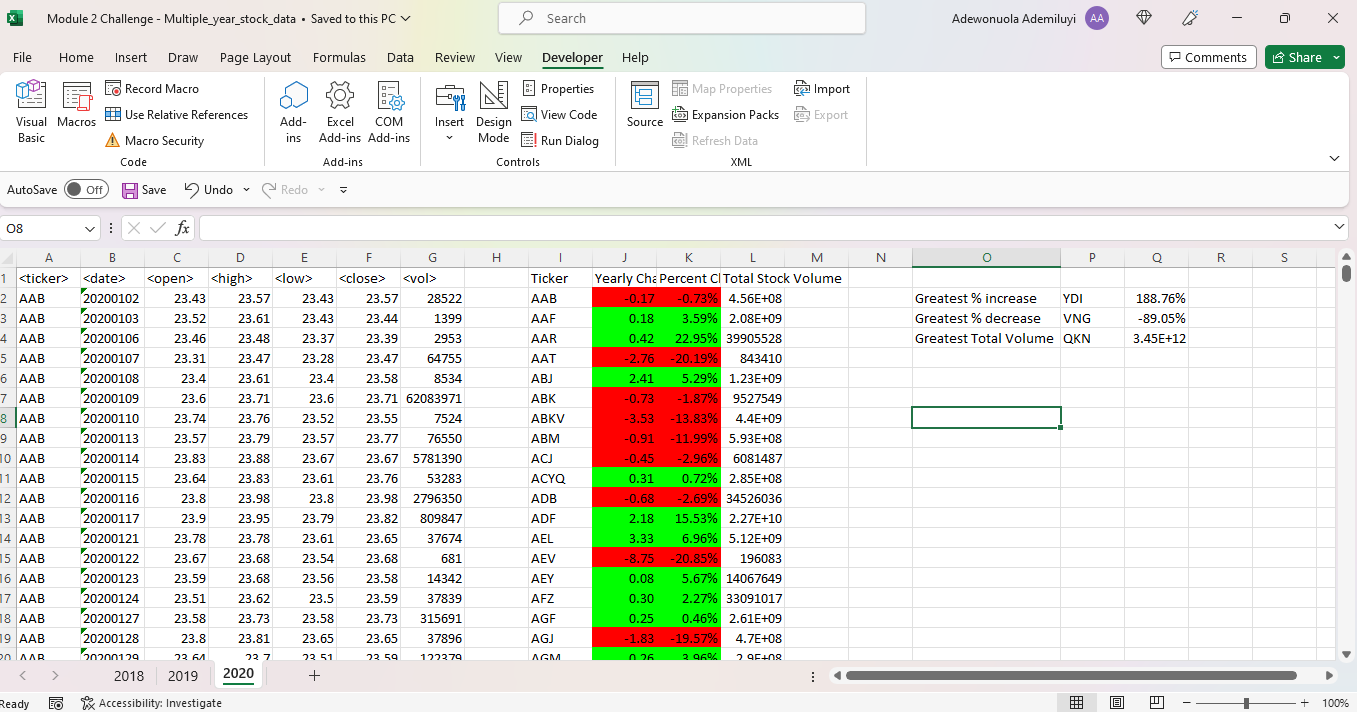 Module 2 Challenge - Multiple_year_stock_data • Saved to this PC
Search
Adewonuola Ademiluyi AA
File Home Insert Draw Page Layout Formulas Data Review View Developer Help
Comments Share
Visual Basic
Macros
Record Macro
Use Relative References
Macro Security
Code
Add-ins
Excel Add-ins
COM Add-ins
Add-ins
Insert
Design Mode
Properties
View Code
Run Dialog
Controls
Source
Map Properties
Expansion Packs
Refresh Data
Import
Export
XML
AutoSave Off Save Undo Redo
O8 fx
A B C D E F G H I J K L M N O P Q R S
1 <ticker> <date> <open> <high> <low> <close> <vol> Ticker Yearly Cha Percent Cl Total Stock Volume
2 AAB 20200102 23.43 23.57 23.43 23.57 28522 AAB -0.17 -0.73% 4.56E+08 Greatest % increase YDI 188.76%
3 AAB 20200103 23.52 23.61 23.43 23.44 1399 AAF 0.18 3.59% 2.08E+09 Greatest % decrease VNG -89.05%
4 AAB 20200106 23.46 23.48 23.37 23.39 2953 AAR 0.42 22.95% 39905528 Greatest Total Volume QKN 3.45E+12
5 AAB 20200107 23.31 23.47 23.28 23.47 64755 AAT -2.76 -20.19% 843410
6 AAB 20200108 23.4 23.61 23.4 23.58 8534 ABJ 2.41 5.29% 1.23E+09
7 AAB 20200109 23.6 23.71 23.6 23.71 62083971 ABK -0.73 -1.87% 9527549
8 AAB 20200110 23.74 23.76 23.52 23.55 7524 ABKV -3.53 -13.83% 4.4E+09
9 AAB 20200113 23.57 23.79 23.57 23.77 76550 ABM -0.91 -11.99% 5.93E+08
10 AAB 20200114 23.83 23.88 23.67 23.67 5781390 ACJ -0.45 -2.96% 6081487
11 AAB 20200115 23.64 23.83 23.61 23.76 53283 ACYQ 0.31 0.72% 2.85E+08
12 AAB 20200116 23.8 23.98 23.8 23.98 2796350 ADB -0.68 -2.69% 34526036
13 AAB 20200117 23.9 23.95 23.79 23.82 809847 ADF 2.18 15.53% 2.27E+10
14 AAB 20200121 23.78 23.78 23.61 23.65 37674 AEL 3.33 6.96% 5.12E+09
15 AAB 20200122 23.67 23.68 23.54 23.68 681 AEV -8.75 -20.85% 196083
16 AAB 20200123 23.59 23.68 23.56 23.58 14342 AEY 0.08 5.67% 14067649
17 AAB 20200124 23.51 23.62 23.5 23.59 37839 AFZ 0.30 2.27% 33091017
18 AAB 20200127 23.58 23.73 23.58 23.73 315691 AGF 0.25 0.46% 2.61E+09
19 AAB 20200128 23.8 23.81 23.65 23.65 37896 AGJ -1.83 -19.57% 4.7E+08
20 AAB 20200129 23.64 23.7 23.51 23.59 122379 AGM 0.26 3.96% 2.9E+08
2018 2019 2020
Ready Accessibility: Investigate 100%